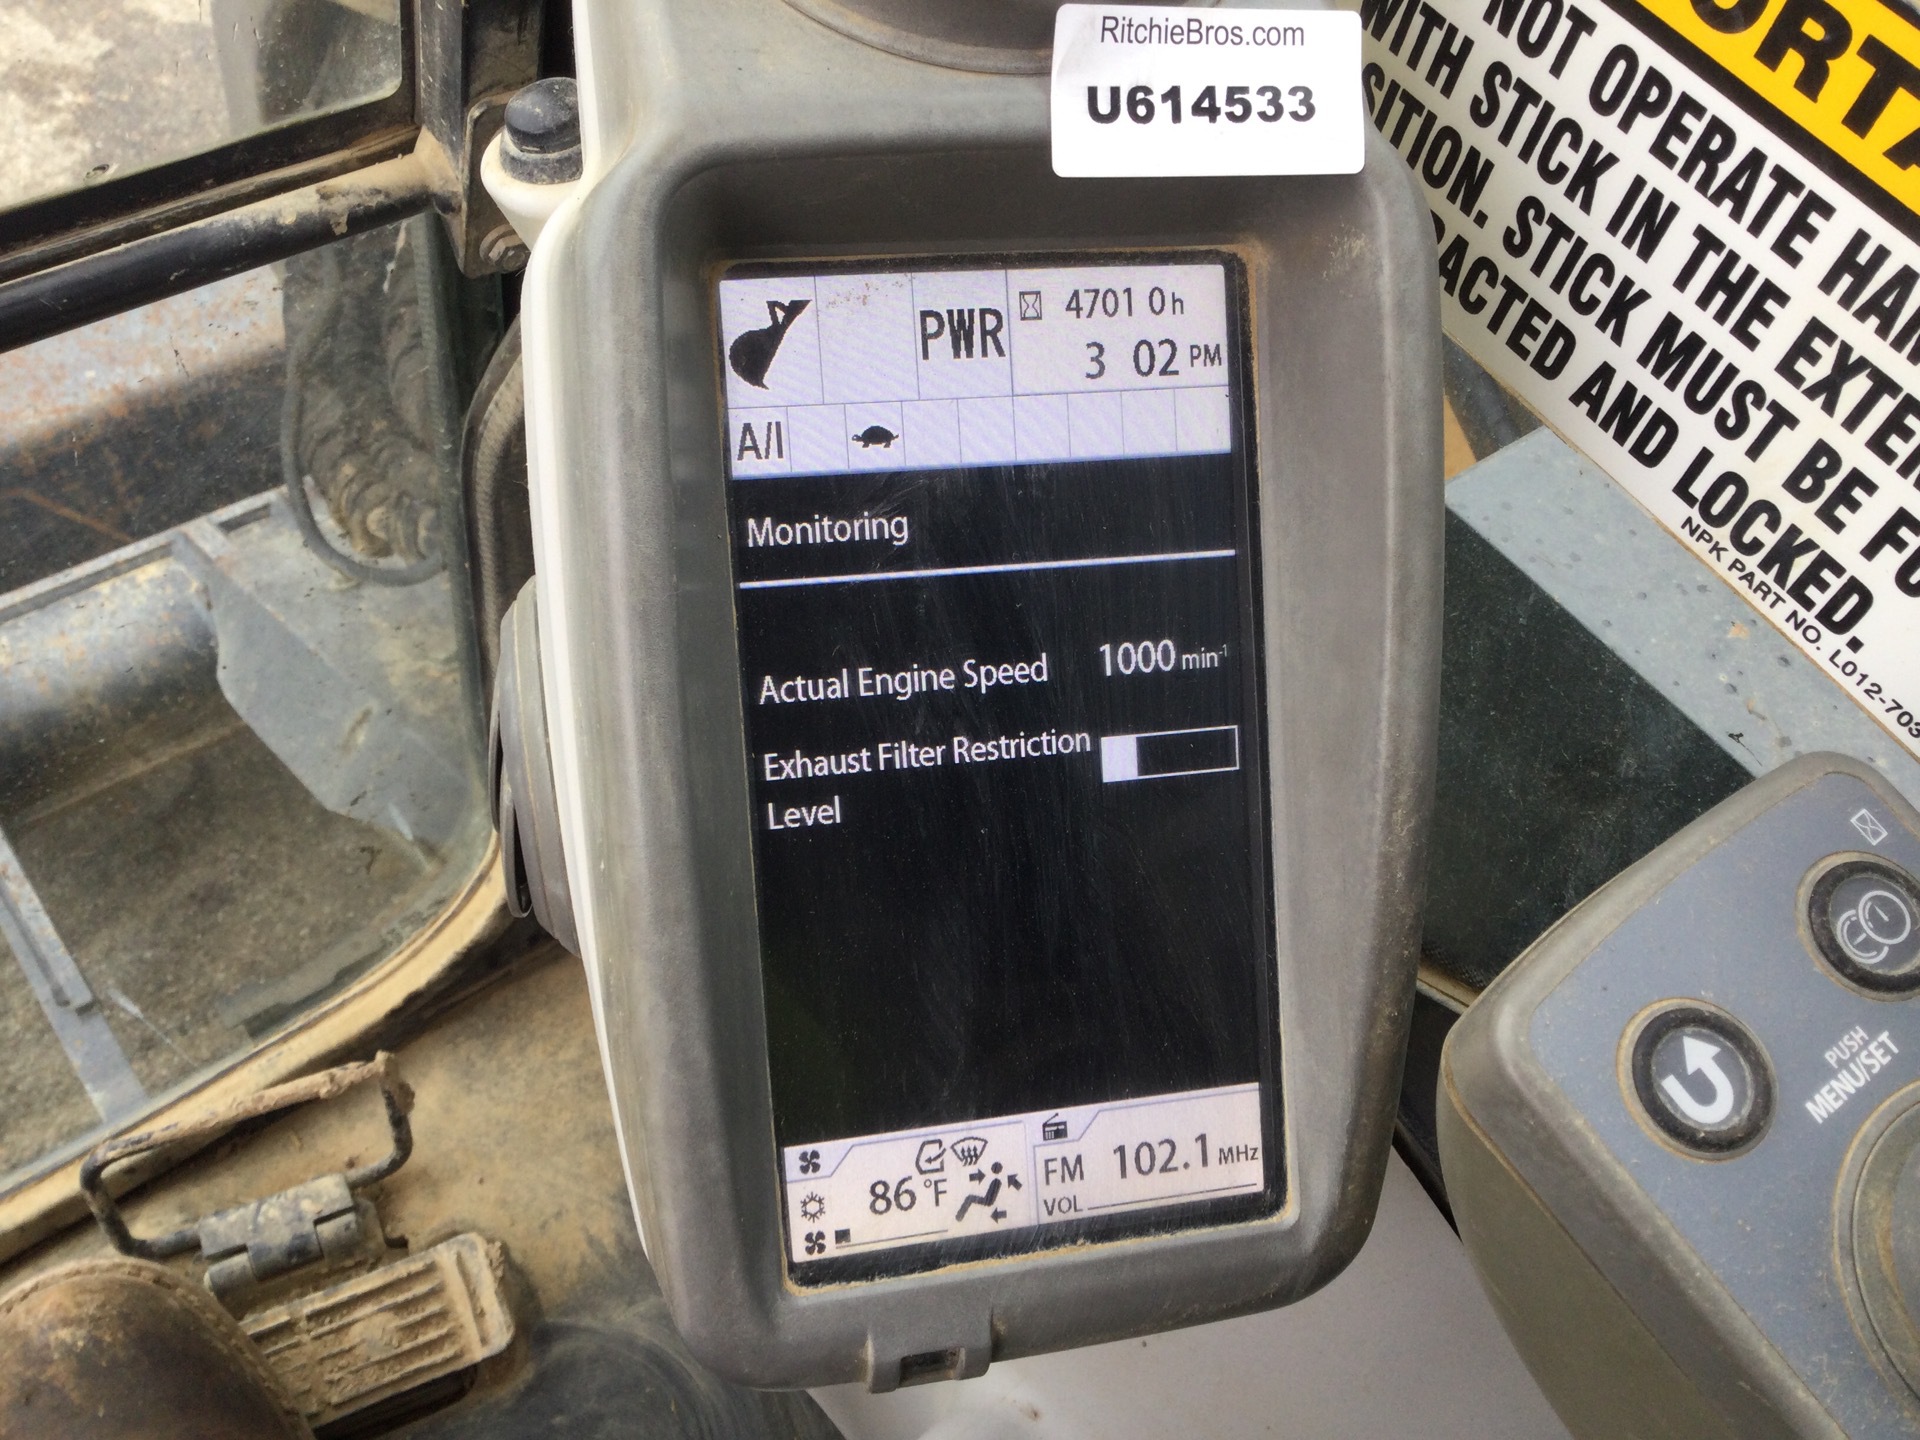 RitchieBros.com
U614533
PWR
4701 0 h
3 02 PM
A/I
Monitoring
Actual Engine Speed 1000 min-1
Exhaust Filter Restriction
Level
86 °F
FM 102.1 MHz
VOL
NOT OPERATE
WITH STICK IN THE
STICK MUST BE
AND LOCKED.
NPK PART NO. L012-703
PUSH
MENU/SET